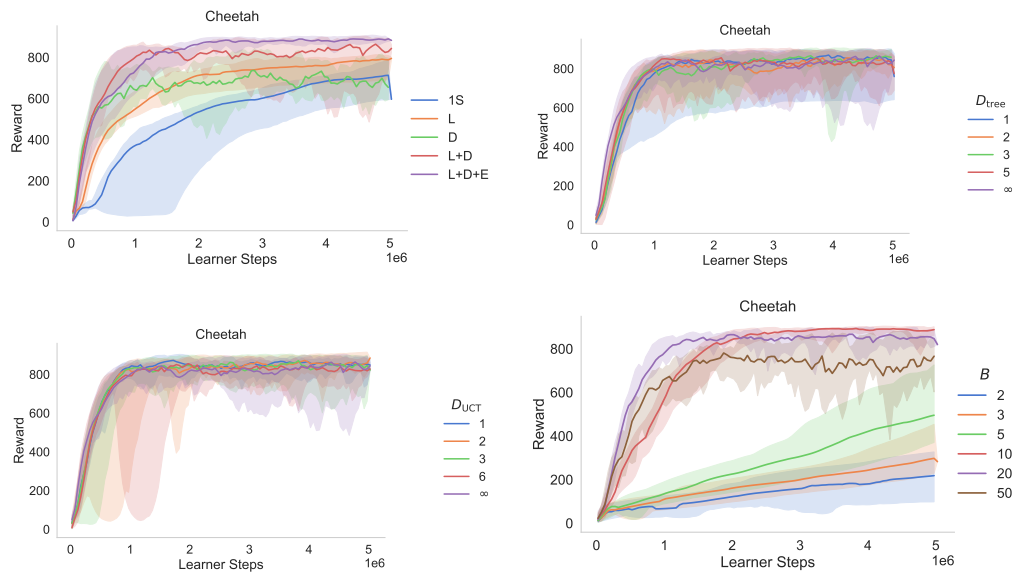 Cheetah
Reward
800
600
400
200
0
0 1 2 3 4 5
1e6
Learner Steps
1S
L
D
L+D
L+D+E
Cheetah
Reward
800
600
400
200
0
0 1 2 3 4 5
1e6
Learner Steps
D_tree
1
2
3
5
∞
Cheetah
Reward
800
600
400
200
0
0 1 2 3 4 5
1e6
Learner Steps
D_UCT
1
2
3
6
∞
Cheetah
Reward
800
600
400
200
0
0 1 2 3 4 5
1e6
Learner Steps
B
2
3
5
10
20
50